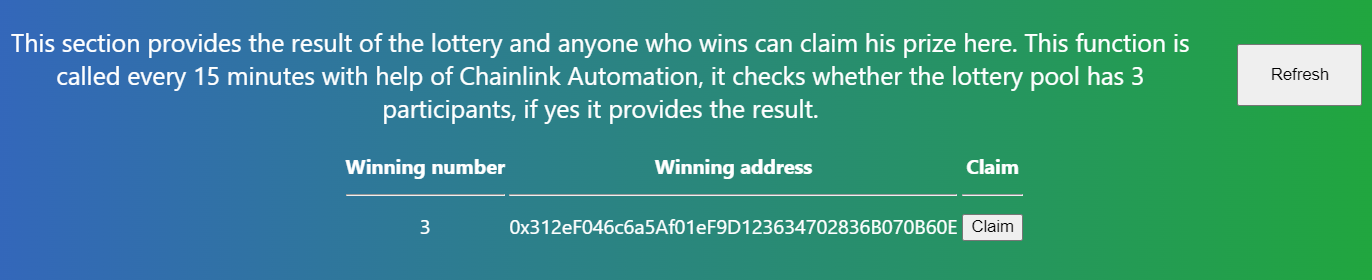 This section provides the result of the lottery and anyone who wins can claim his prize here. This function is
called every 15 minutes with help of Chainlink Automation, it checks whether the lottery pool has 3
participants, if yes it provides the result.
Refresh
Winning number Winning address Claim
3 0x312eF046c6a5Af01eF9D123634702836B070B60E Claim